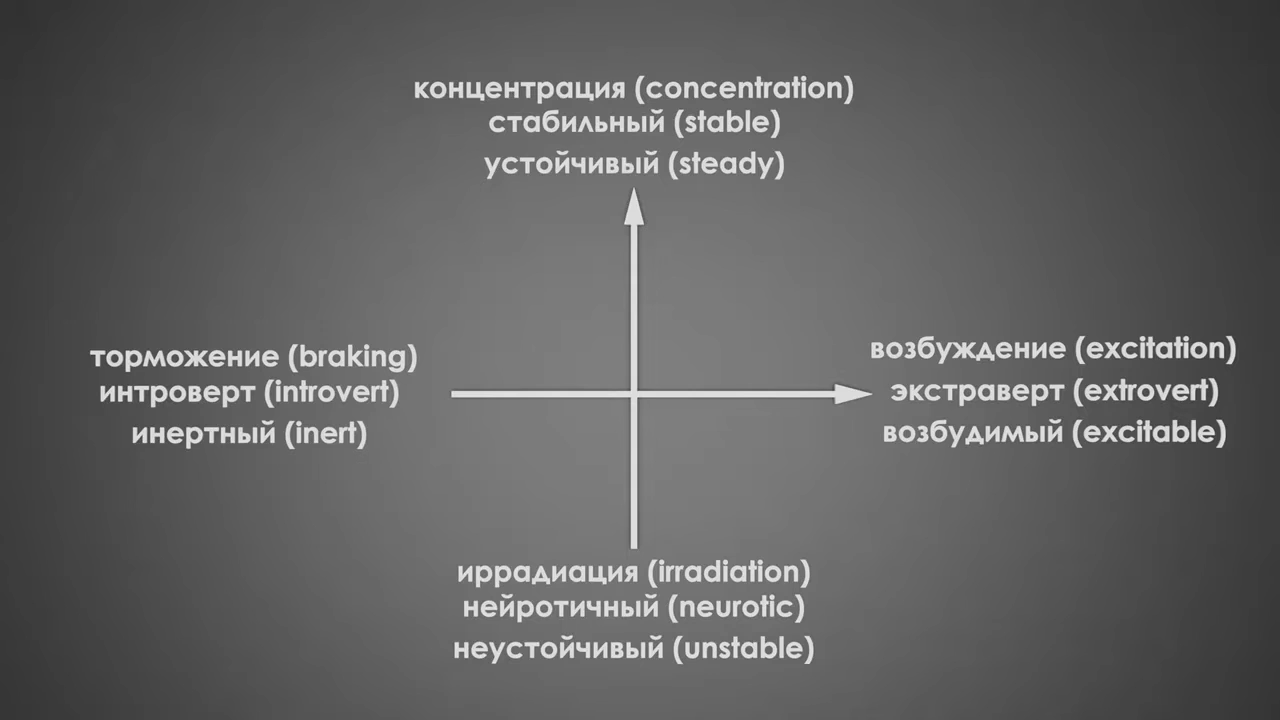 концентрация (concentration)
стабильный (stable)
устойчивый (steady)
торможение (braking)
интроверт (introvert)
инертный (inert)
возбуждение (excitation)
экстраверт (extrovert)
возбудимый (excitable)
иррадиация (irradiation)
нейротичный (neurotic)
неустойчивый (unstable)